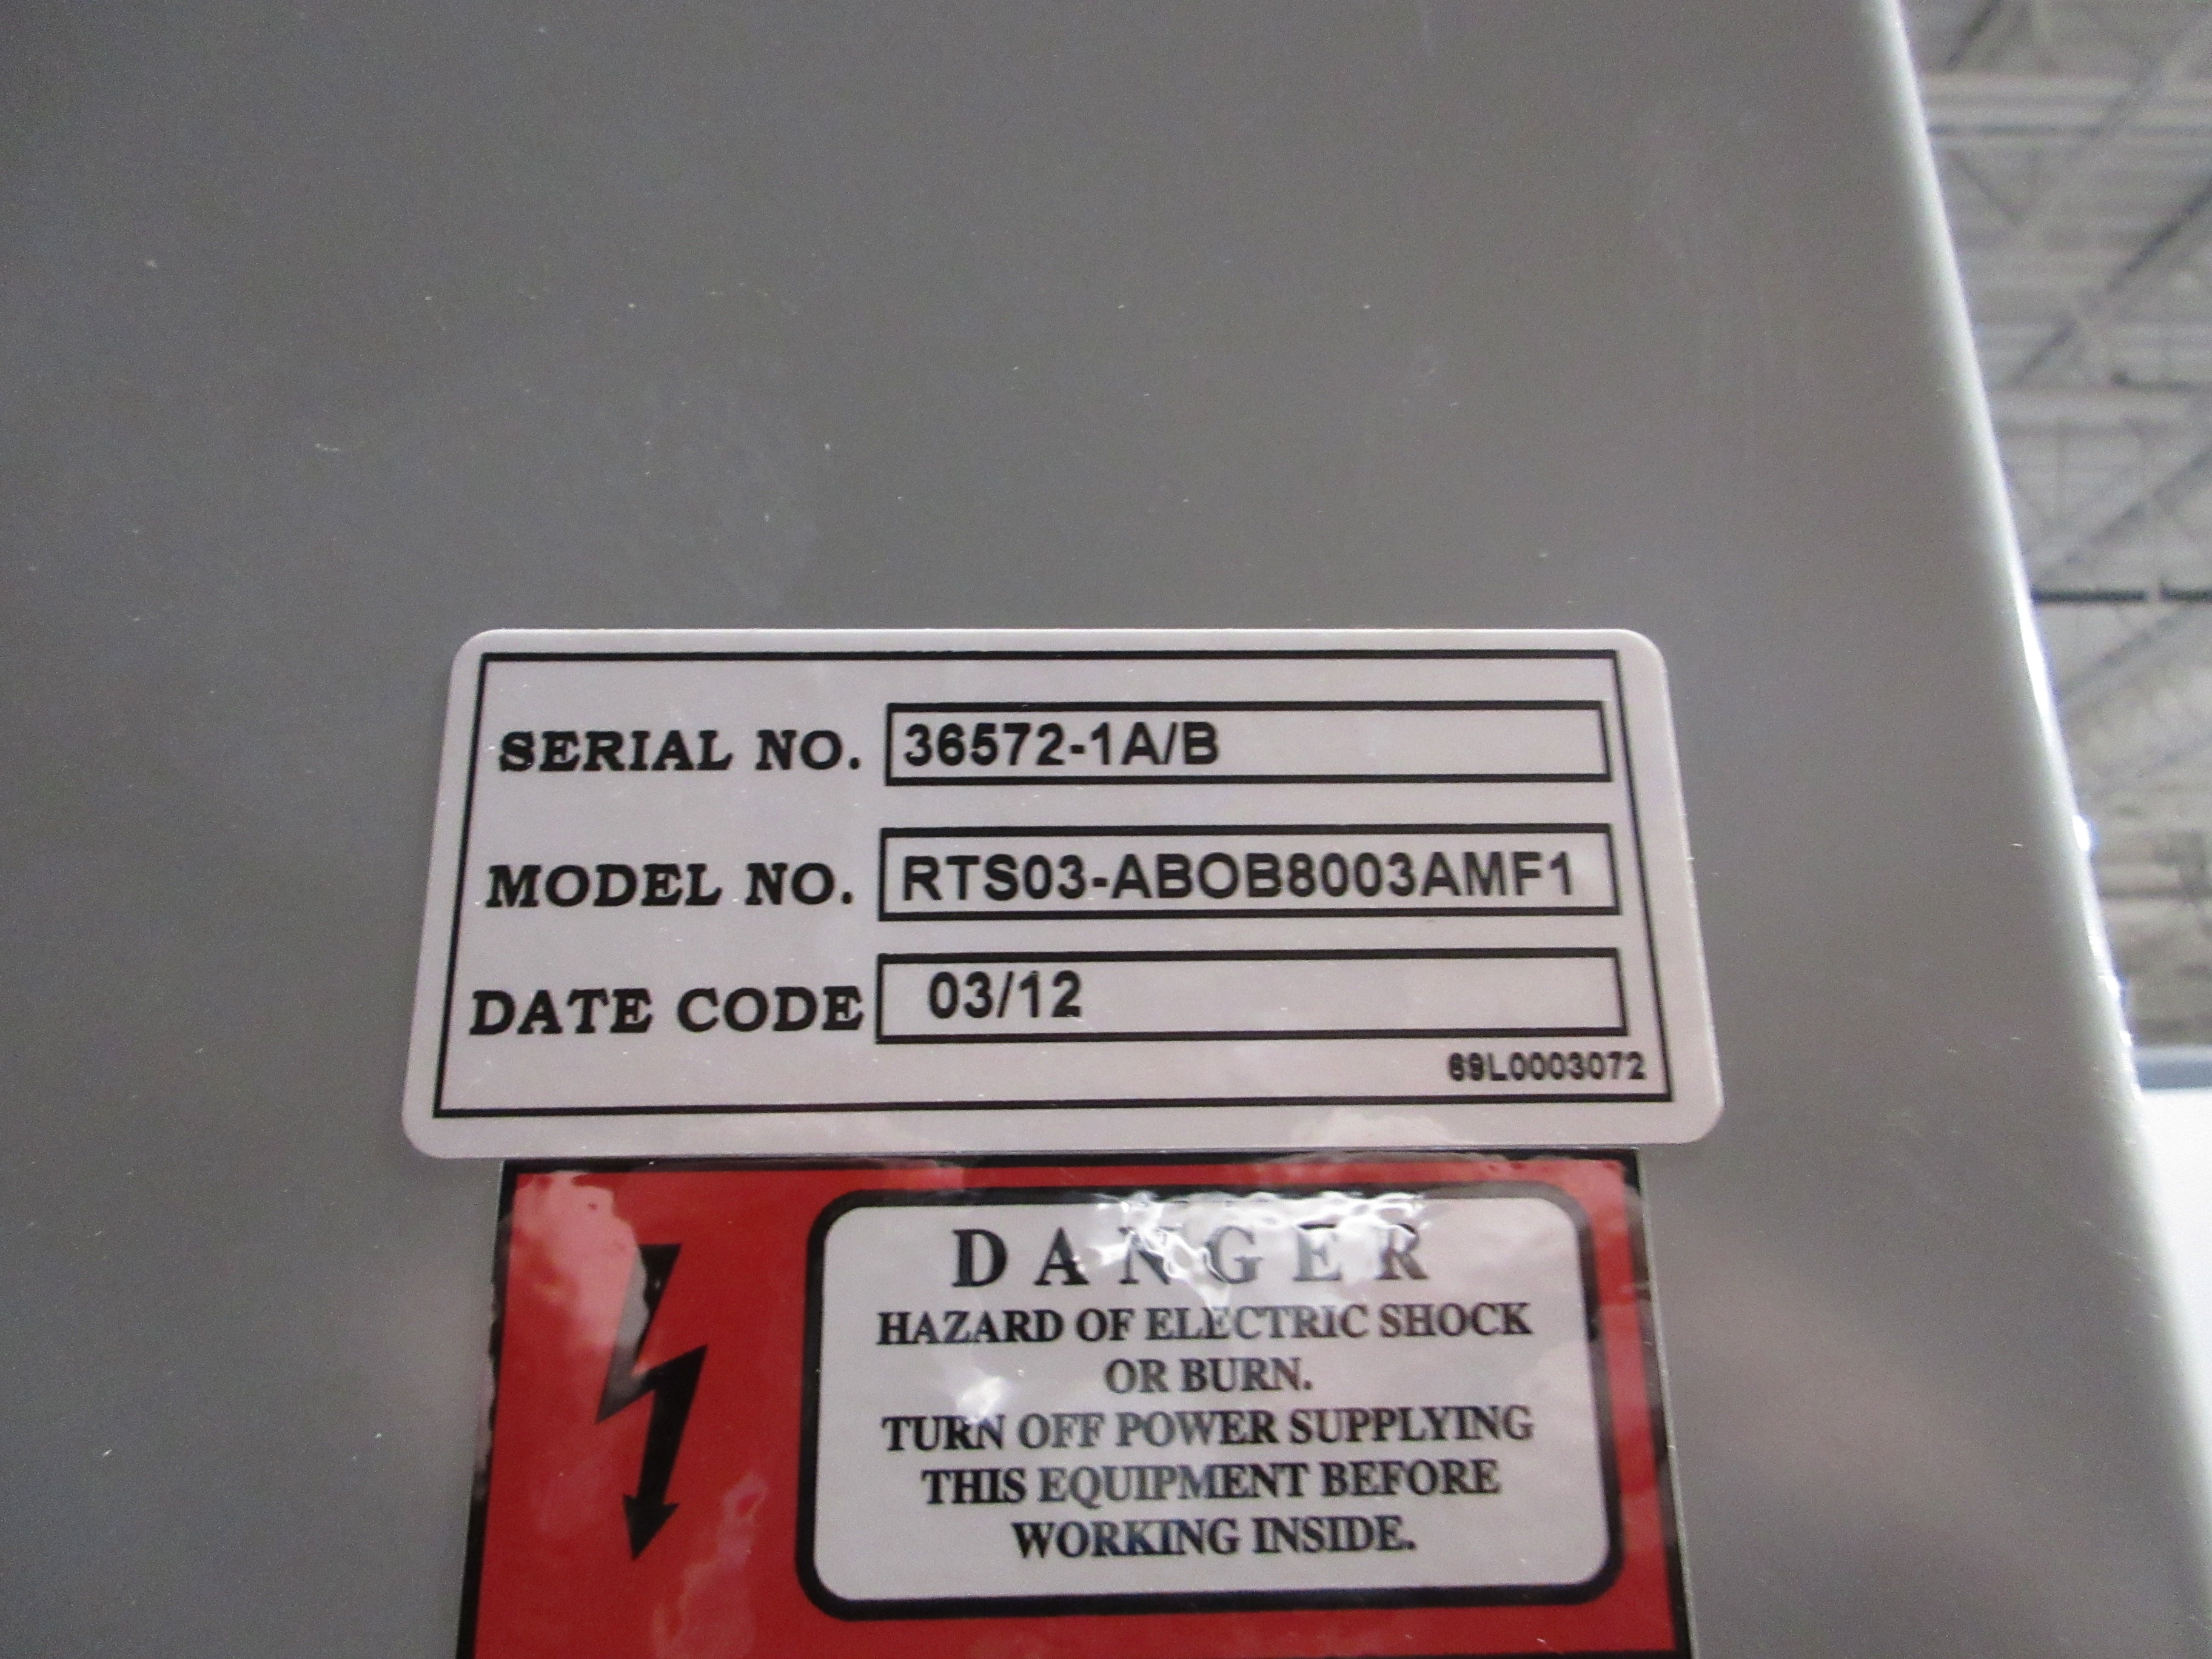 SERIAL NO. 36572-1A/B
MODEL NO. RTS03-ABOB8003AMF1
DATE CODE 03/12
69L0003072
DANGER
HAZARD OF ELECTRIC SHOCK
OR BURN.
TURN OFF POWER SUPPLYING
THIS EQUIPMENT BEFORE
WORKING INSIDE.